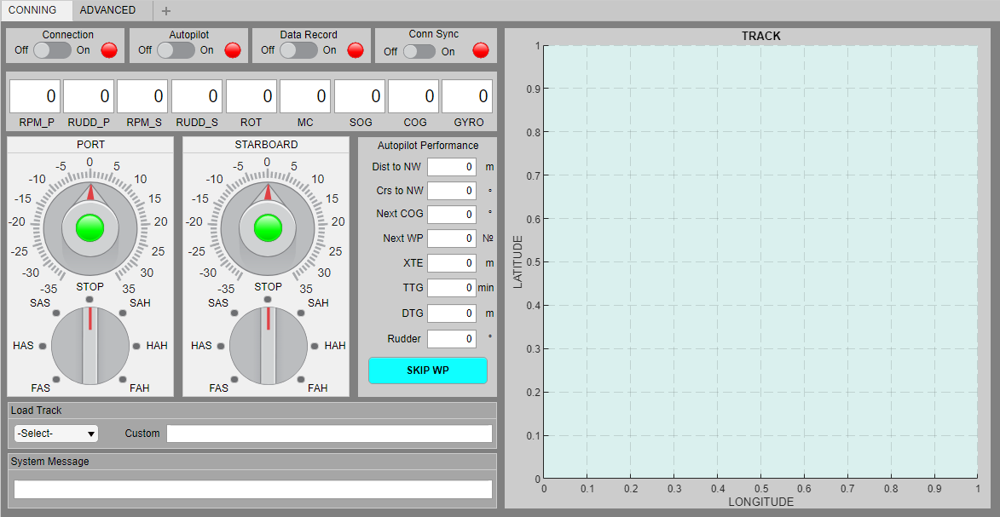 CONNING ADVANCED +
Connection Autopilot Data Record Conn Sync
Off On Off On Off On Off On
0 0 0 0 0 0 0 0 0
RPM_P RUDD_P RPM_S RUDD_S ROT MC SOG COG GYRO
PORT
0
-5 5
-10 10
-15 15
-20 20
-25 25
-30 30
-35 35
STOP
SAS SAH
HAS HAH
FAS FAH
STARBOARD
0
-5 5
-10 10
-15 15
-20 20
-25 25
-30 30
-35 35
STOP
SAS SAH
HAS HAH
FAS FAH
Autopilot Performance
Dist to NW 0 m
Crs to NW 0 °
Next COG 0 °
Next WP 0 №
XTE 0 m
TTG 0 min
DTG 0 m
Rudder 0 °
SKIP WP
Load Track
-Select- Custom
System Message
TRACK
1
0.9
0.8
0.7
0.6
0.5
0.4
0.3
0.2
0.1
0
LATITUDE
0 0.1 0.2 0.3 0.4 0.5 0.6 0.7 0.8 0.9 1
LONGITUDE